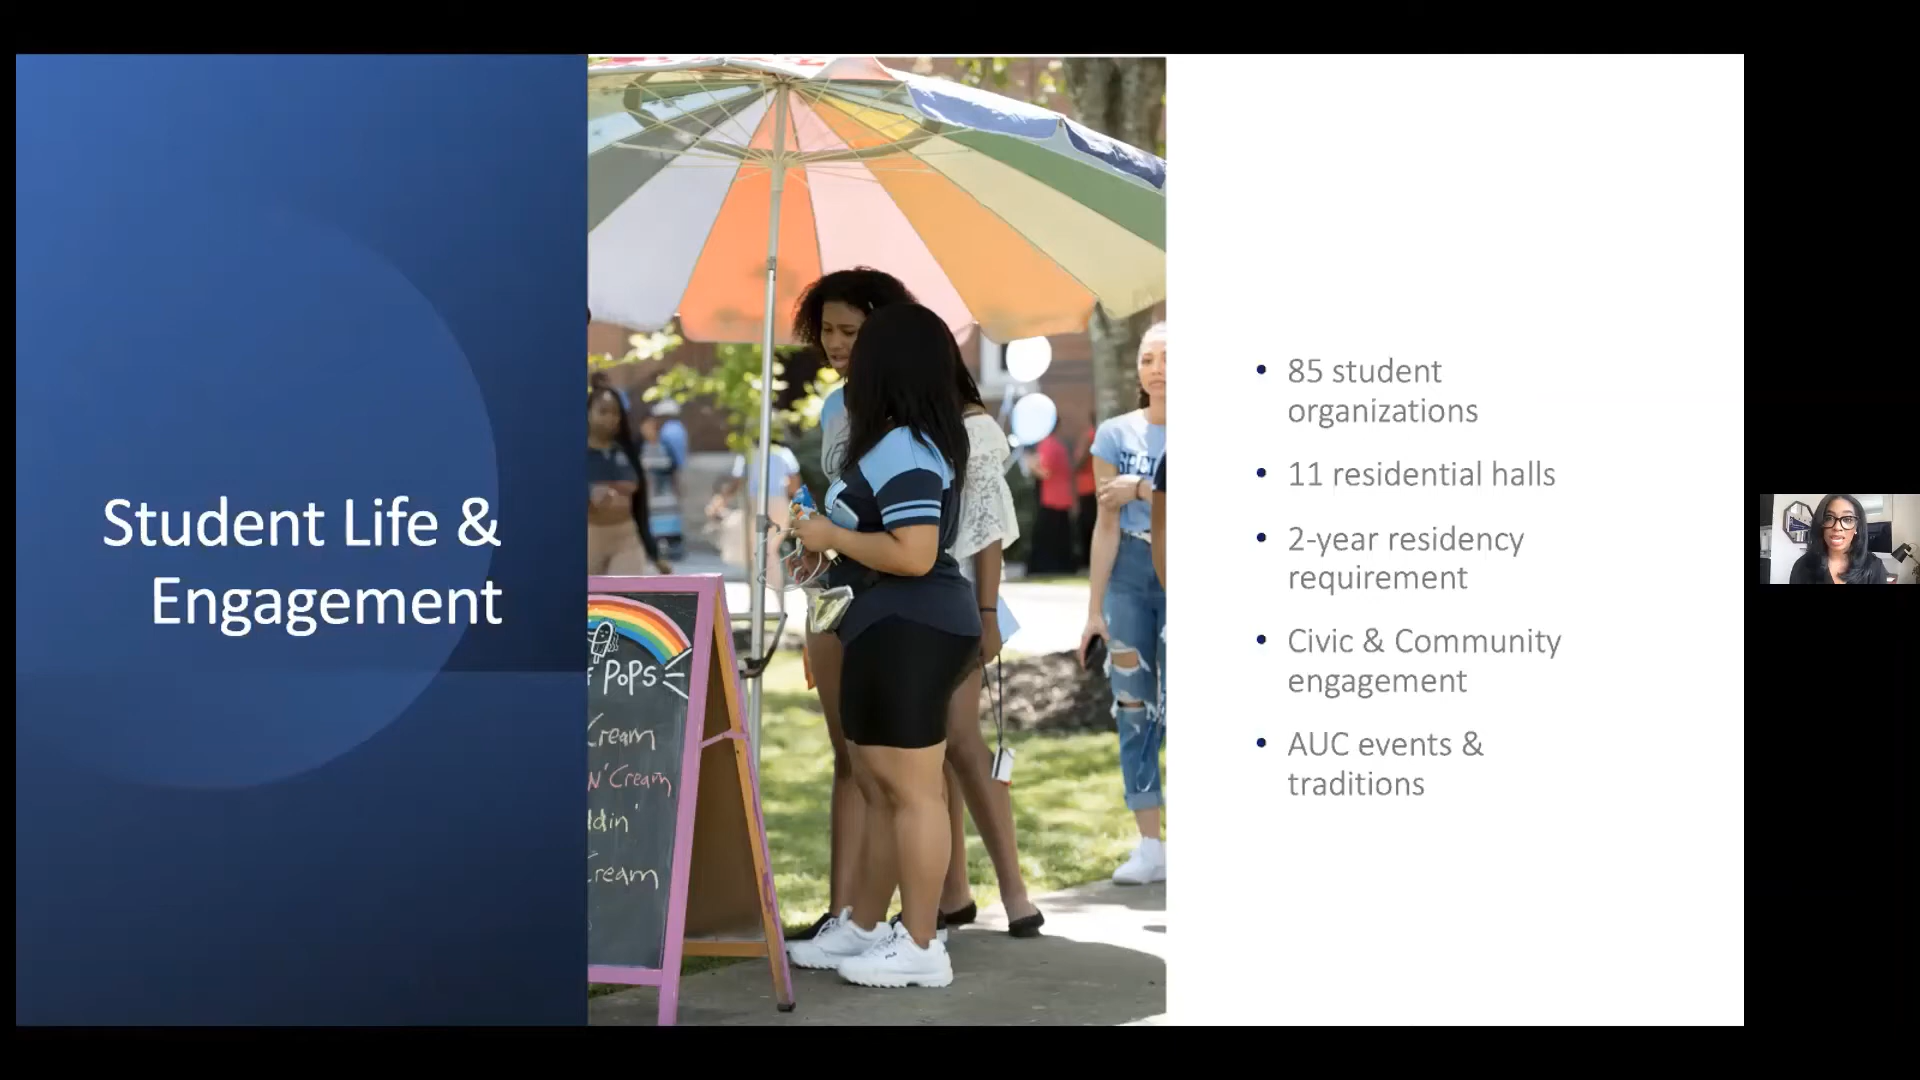 Student Life &
Engagement
PoPs
Cream
N'Cream
ddin'
Cream
85 student
organizations
11 residential halls
2-year residency
requirement
Civic & Community
engagement
AUC events &
traditions